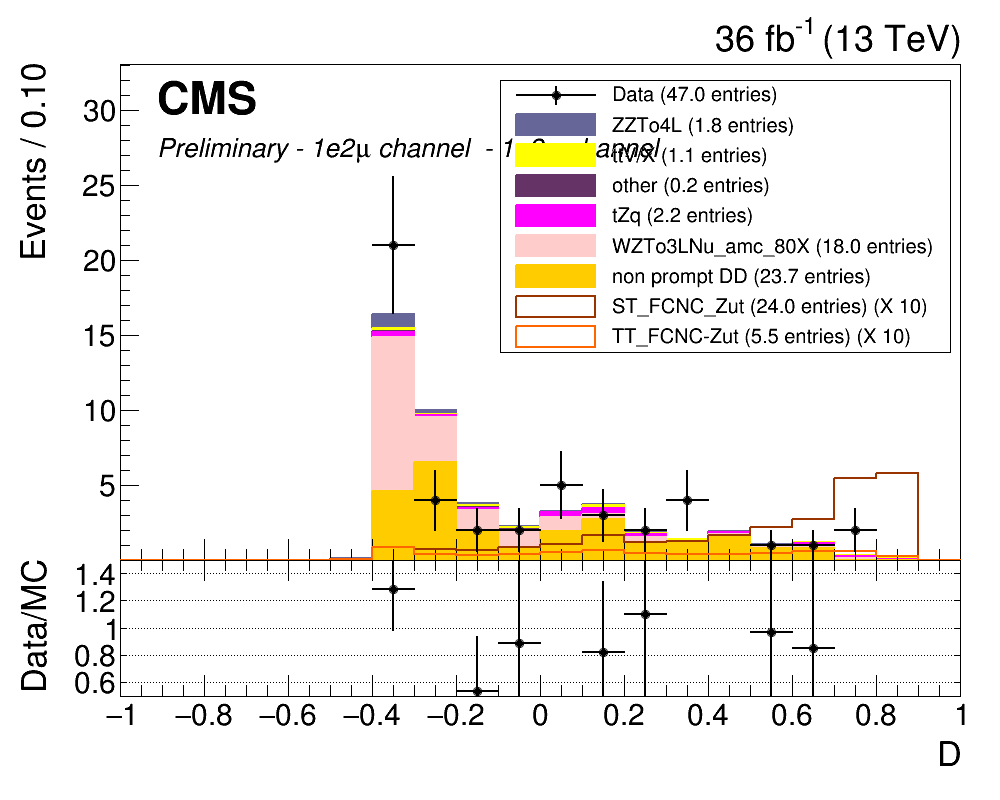 36 fb-1 (13 TeV)
Events / 0.10
CMS
Preliminary - 1e2μ channel - 1
30
25
20
15
10
5
Data (47.0 entries)
ZZTo4L (1.8 entries)
ttV/X (1.1 entries)
other (0.2 entries)
tZq (2.2 entries)
WZTo3LNu_amc_80X (18.0 entries)
non prompt DD (23.7 entries)
ST_FCNC_Zut (24.0 entries) (X 10)
TT_FCNC-Zut (5.5 entries) (X 10)
Data/MC
1.4
1.2
1
0.8
0.6
−1 −0.8 −0.6 −0.4 −0.2 0 0.2 0.4 0.6 0.8 1
D